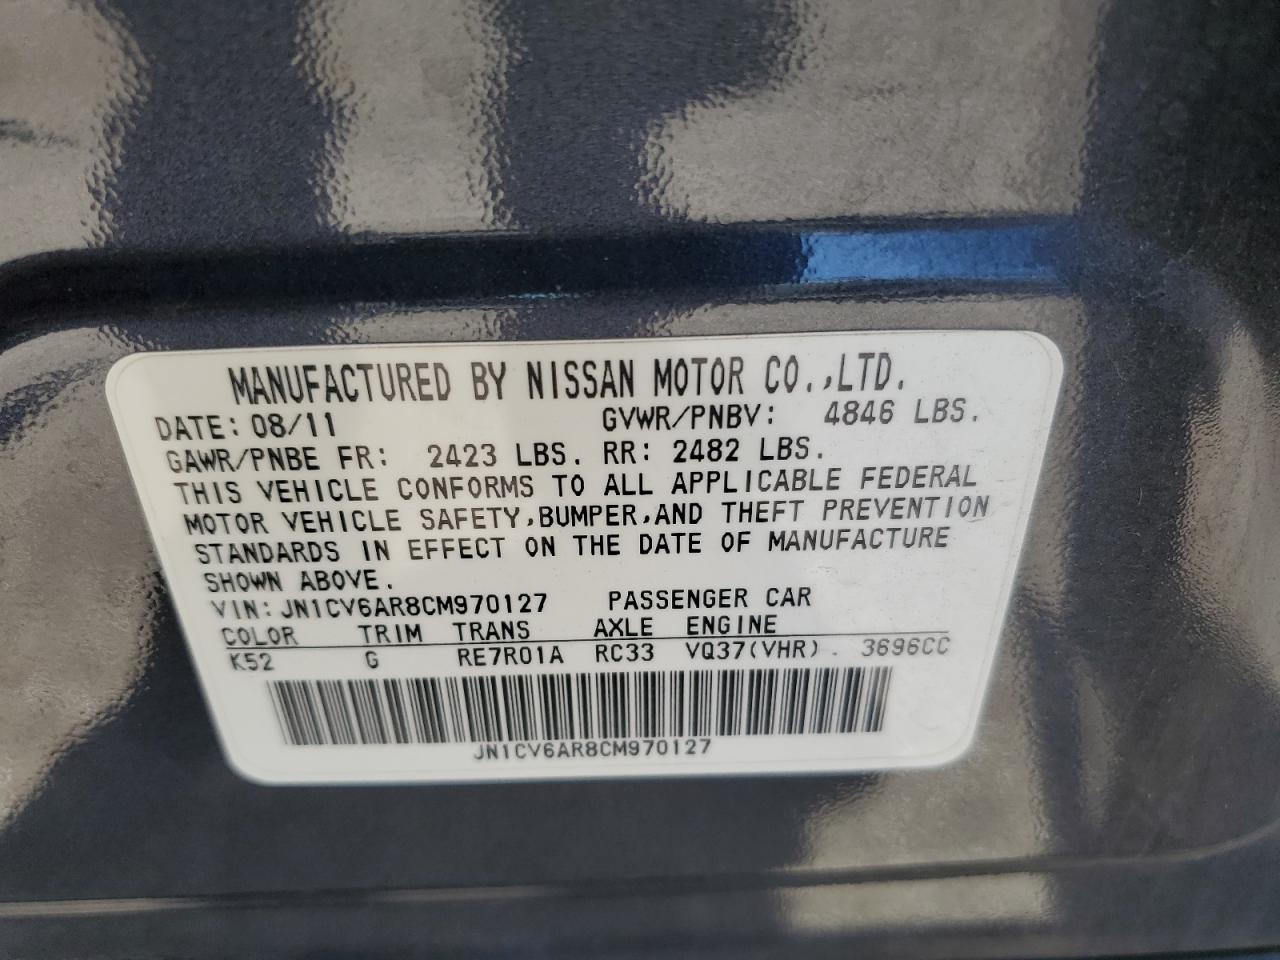 MANUFACTURED BY NISSAN MOTOR CO.,LTD.
DATE: 08/11 GVWR/PNBV: 4846 LBS.
GAWR/PNBE FR: 2423 LBS. RR: 2482 LBS.
THIS VEHICLE CONFORMS TO ALL APPLICABLE FEDERAL
MOTOR VEHICLE SAFETY,BUMPER,AND THEFT PREVENTION
STANDARDS IN EFFECT ON THE DATE OF MANUFACTURE
SHOWN ABOVE.
VIN: JN1CV6AR8CM970127 PASSENGER CAR
COLOR TRIM TRANS AXLE ENGINE
K52 G RE7R01A RC33 VQ37(VHR). 3696CC
JN1CV6AR8CM970127